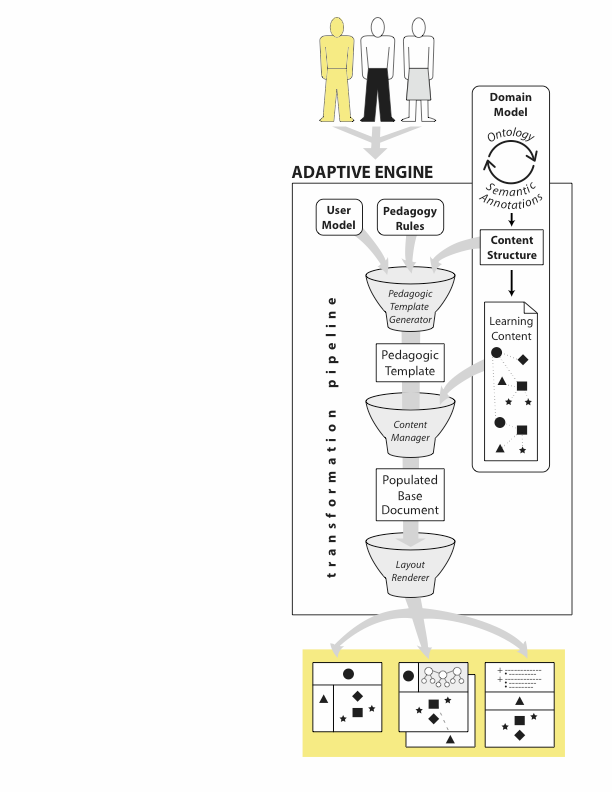 Domain
Model
Ontology
Semantic
Annotations
ADAPTIVE ENGINE
User
Model
Pedagogy
Rules
Content
Structure
Pedagogic
Template
Generator
Learning
Content
Pedagogic
Template
Content
Manager
Populated
Base
Document
Layout
Renderer
transformation pipeline